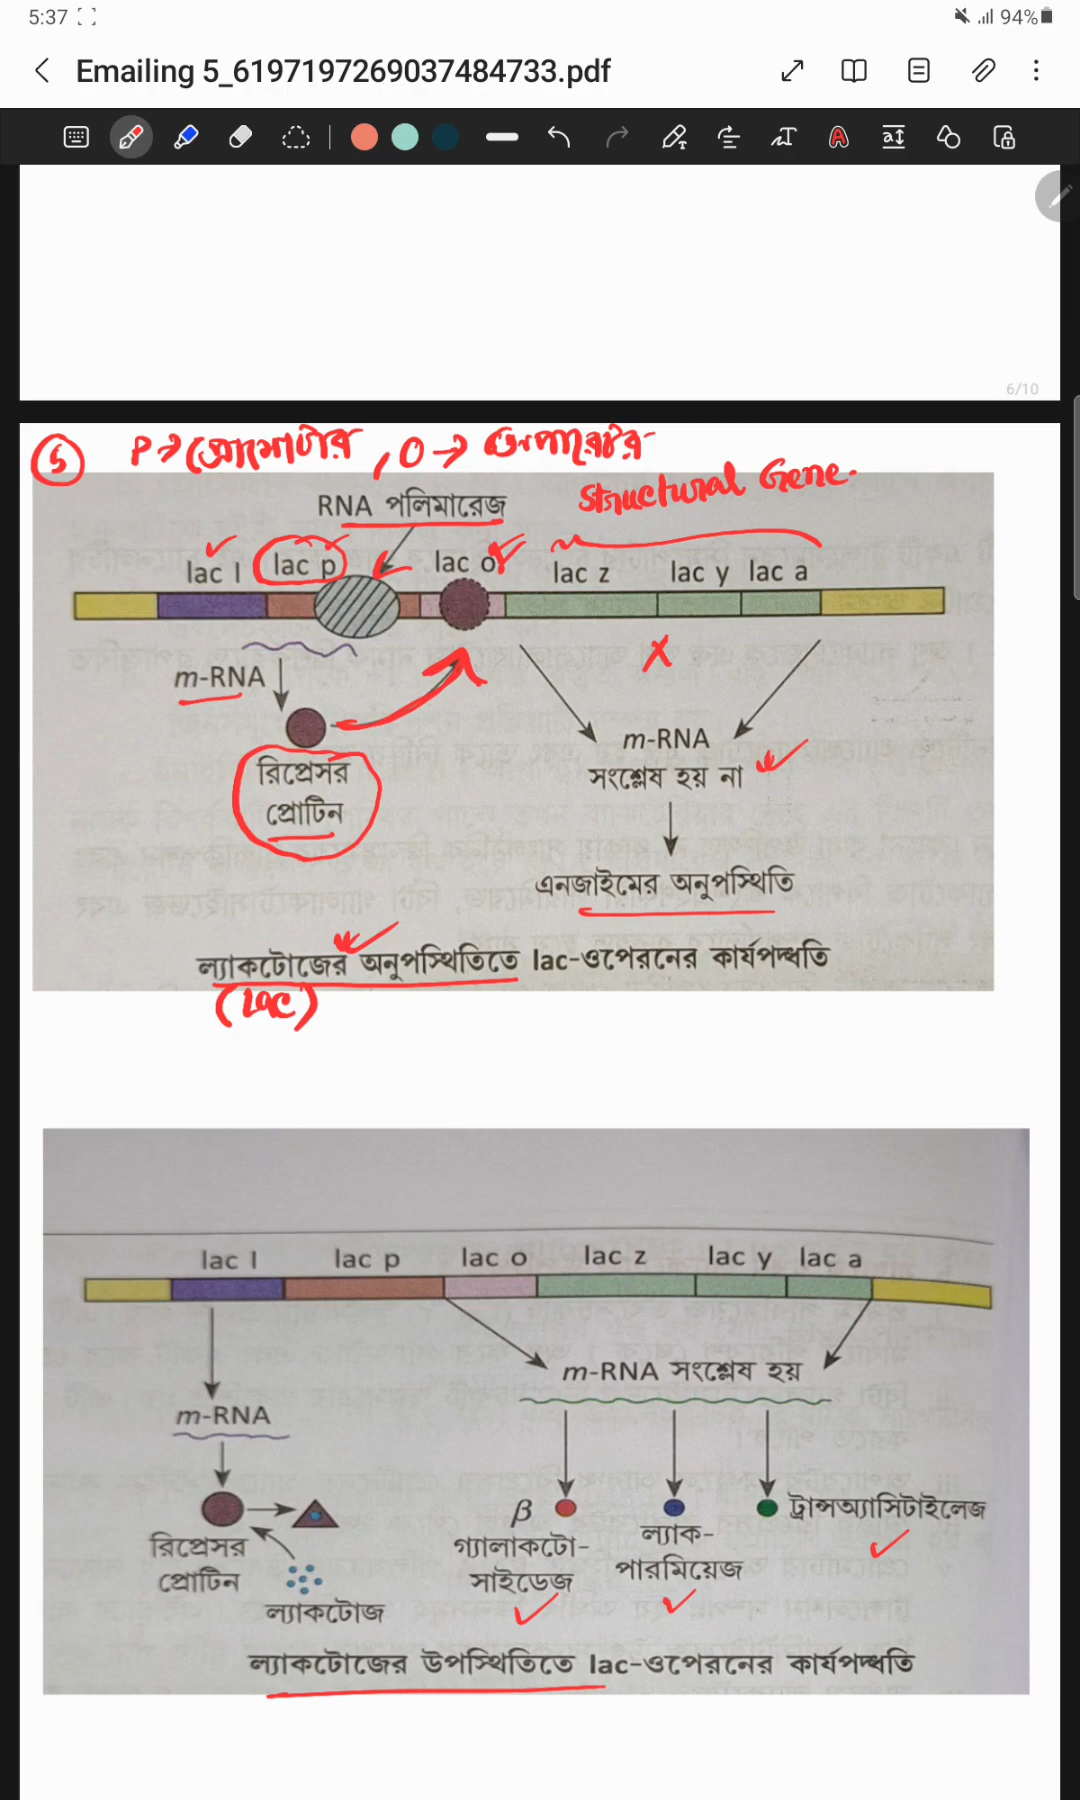 5:37
94%
Emailing 5_6197197269037484733.pdf
6/10
5 P→ প্রোমোটার, O→ অপারেটর
Structural Gene.
RNA পলিমারেজ
lac I lac p lac o lac z lac y lac a
m-RNA
রিপ্রেসর
প্রোটিন
m-RNA
সংশ্লেষ হয় না
এনজাইমের অনুপস্থিতি
ল্যাকটোজের অনুপস্থিতিতে lac-ওপেরনের কার্যপদ্ধতি
(Lac)
lac I lac p lac o lac z lac y lac a
m-RNA সংশ্লেষ হয়
m-RNA
রিপ্রেসর
প্রোটিন
ল্যাকটোজ
β
গ্যালাকটো-
সাইডেজ
ল্যাক-
পারমিয়েজ
ট্রান্সঅ্যাসিটাইলেজ
ল্যাকটোজের উপস্থিতিতে lac-ওপেরনের কার্যপদ্ধতি